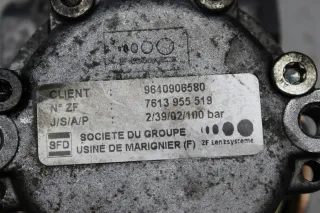 CLIENT : 9640906580
N° ZF : 7613 955 519
J/S/A/P : 2/39/02/100 bar
SFD SOCIETE DU GROUPE
USINE DE MARIGNIER (F) ZF Lenksysteme